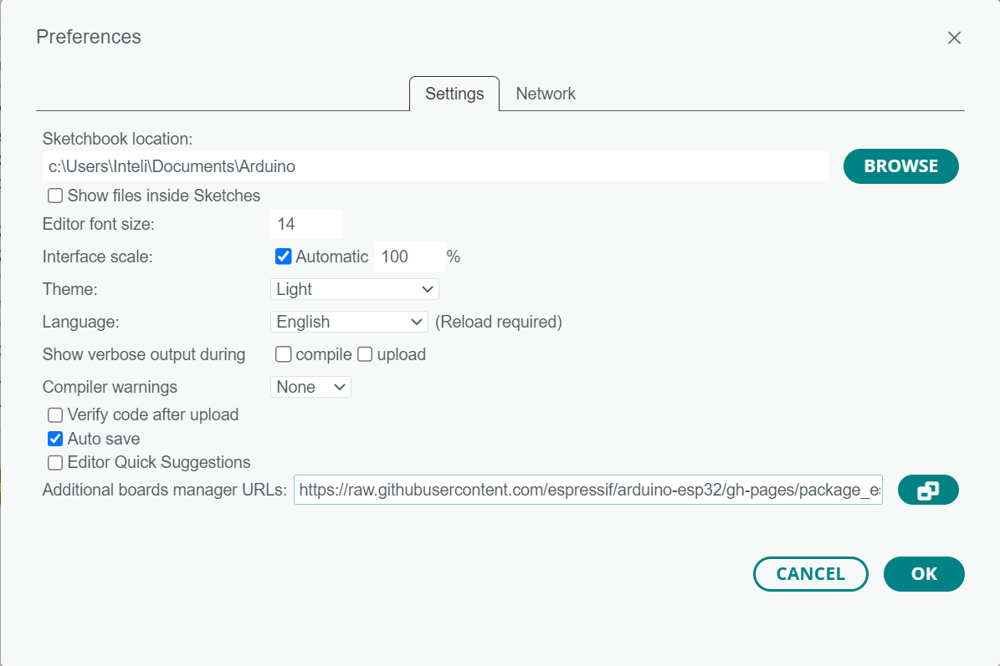 Preferences
Settings Network
Sketchbook location:
c:\Users\Inteli\Documents\Arduino BROWSE
Show files inside Sketches
Editor font size: 14
Interface scale: Automatic 100 %
Theme: Light
Language: English (Reload required)
Show verbose output during compile upload
Compiler warnings None
Verify code after upload
Auto save
Editor Quick Suggestions
Additional boards manager URLs: https://raw.githubusercontent.com/espressif/arduino-esp32/gh-pages/package_e
CANCEL OK